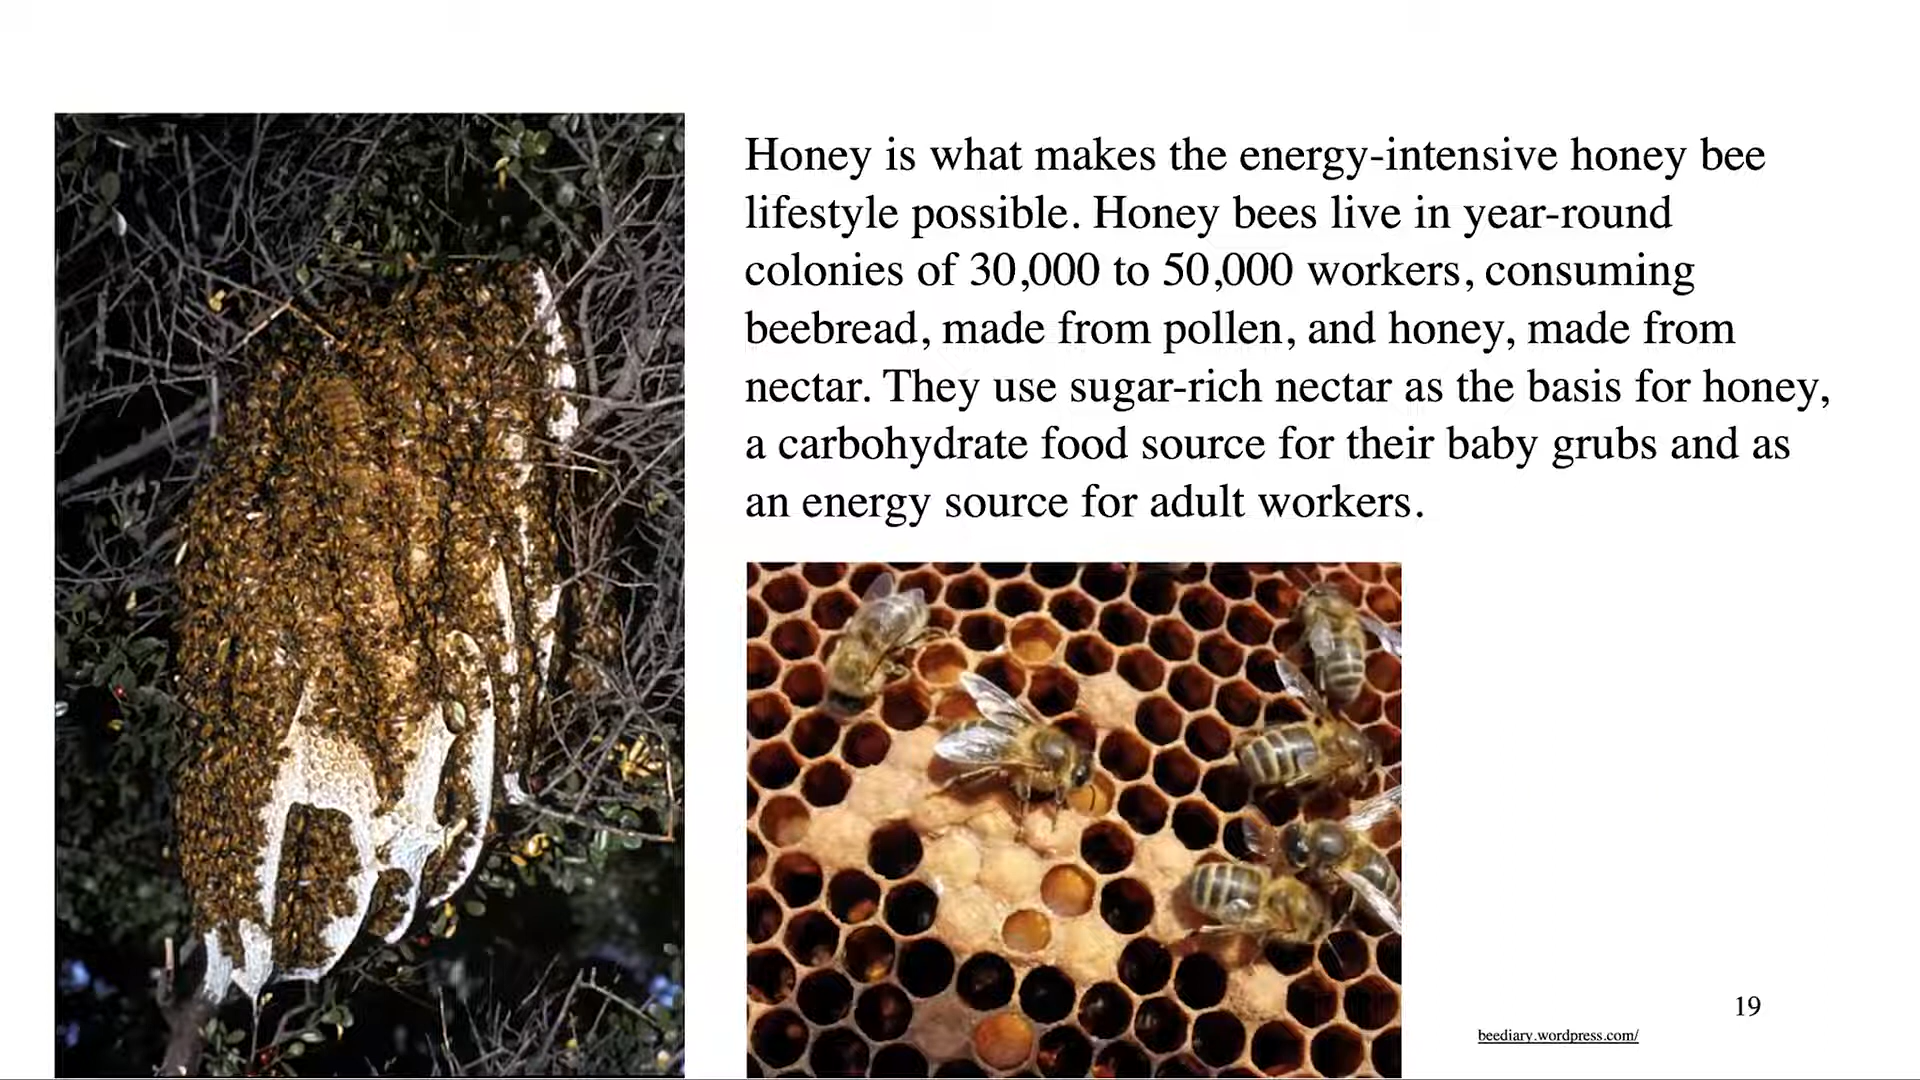 Honey is what makes the energy-intensive honey bee
lifestyle possible. Honey bees live in year-round
colonies of 30,000 to 50,000 workers, consuming
beebread, made from pollen, and honey, made from
nectar. They use sugar-rich nectar as the basis for honey,
a carbohydrate food source for their baby grubs and as
an energy source for adult workers.
19
beediary.wordpress.com/